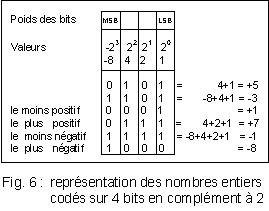 Poids des bits MSB LSB
Valeurs -2³ 2² 2¹ 2⁰
-8 4 2 1
0 1 0 1 = 4+1 = +5
1 1 0 1 = -8+4+1 = -3
le moins positif 0 0 0 1 = +1
le plus positif 0 1 1 1 = 4+2+1 = +7
le moins négatif 1 1 1 1 = -8+4+2+1 = -1
le plus négatif 1 0 0 0 = -8
Fig. 6 : représentation des nombres entiers
codés sur 4 bits en complément à 2